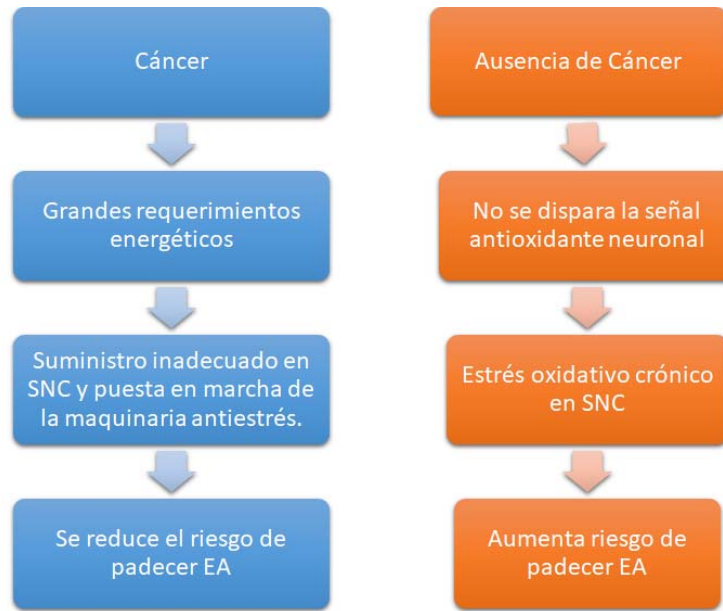 Cáncer
Grandes requerimientos
energéticos
Suministro inadecuado en
SNC y puesta en marcha de
la maquinaria antiestrés.
Se reduce el riesgo de
padecer EA
Ausencia de Cáncer
No se dispara la señal
antioxidante neuronal
Estrés oxidativo crónico
en SNC
Aumenta riesgo de
padecer EA